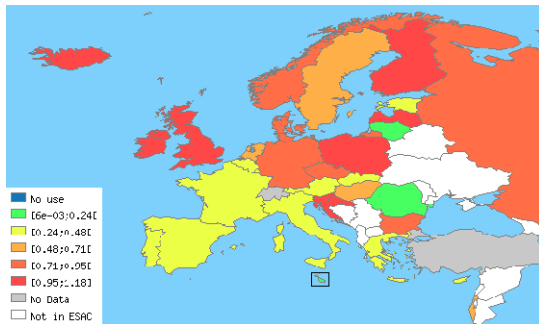 No use
[6e-03;0.24[
[0.24;0.48[
[0.48;0.71[
[0.71;0.95[
[0.95;1.18]
No Data
Not in ESAC